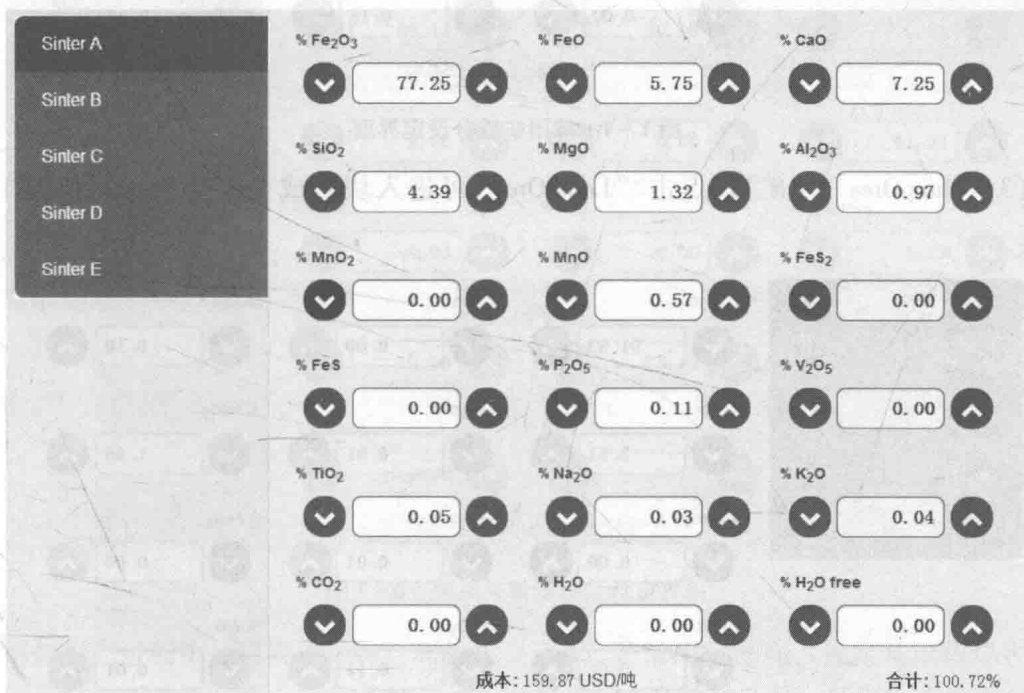 Sinter A
Sinter B
Sinter C
Sinter D
Sinter E
% Fe₂O₃ % FeO % CaO
77.25 5.75 7.25
% SiO₂ % MgO % Al₂O₃
4.39 1.32 0.97
% MnO₂ % MnO % FeS₂
0.00 0.57 0.00
% FeS % P₂O₅ % V₂O₅
0.00 0.11 0.00
% TiO₂ % Na₂O % K₂O
0.05 0.03 0.04
% CO₂ % H₂O % H₂O free
0.00 0.00 0.00
成本: 159.87 USD/吨 合计: 100.72%